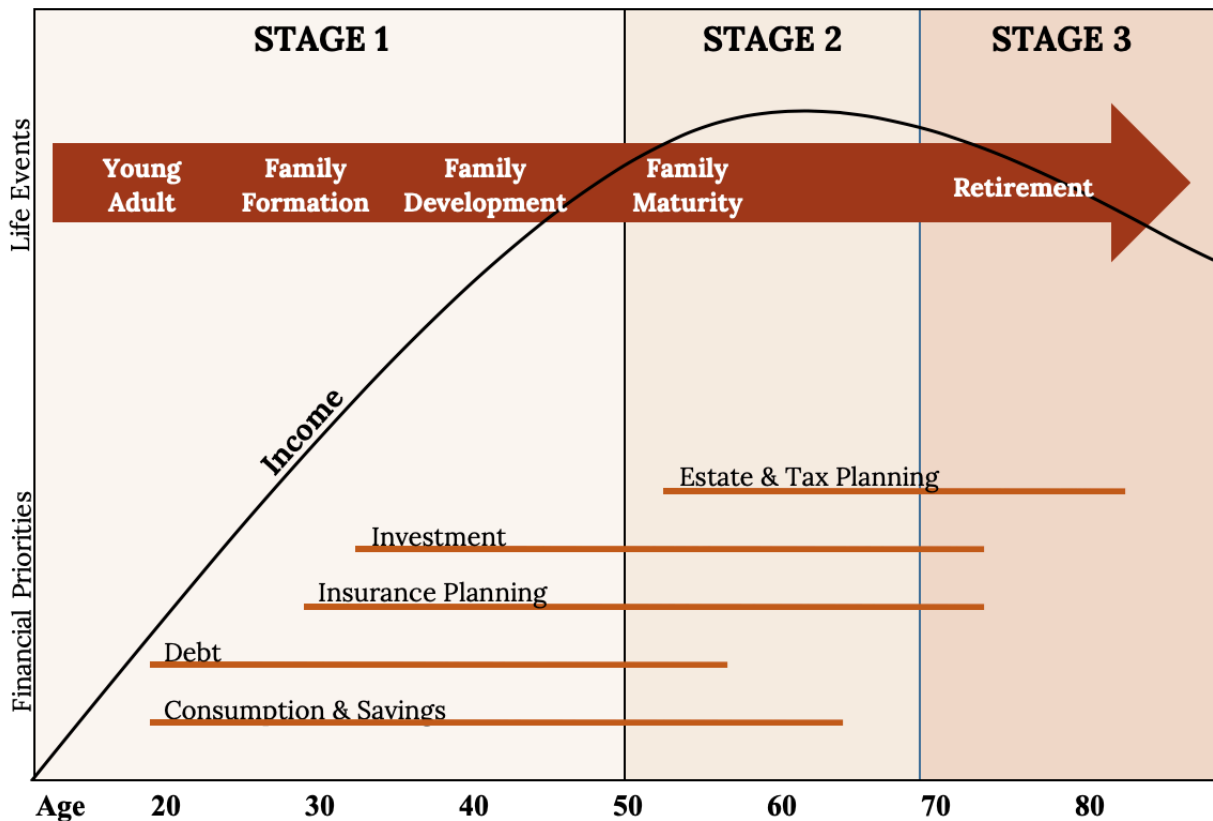 STAGE 1
STAGE 2
STAGE 3
Life Events
Young
Adult
Family
Formation
Family
Development
Family
Maturity
Retirement
Income
Financial Priorities
Estate & Tax Planning
Investment
Insurance Planning
Debt
Consumption & Savings
Age 20 30 40 50 60 70 80